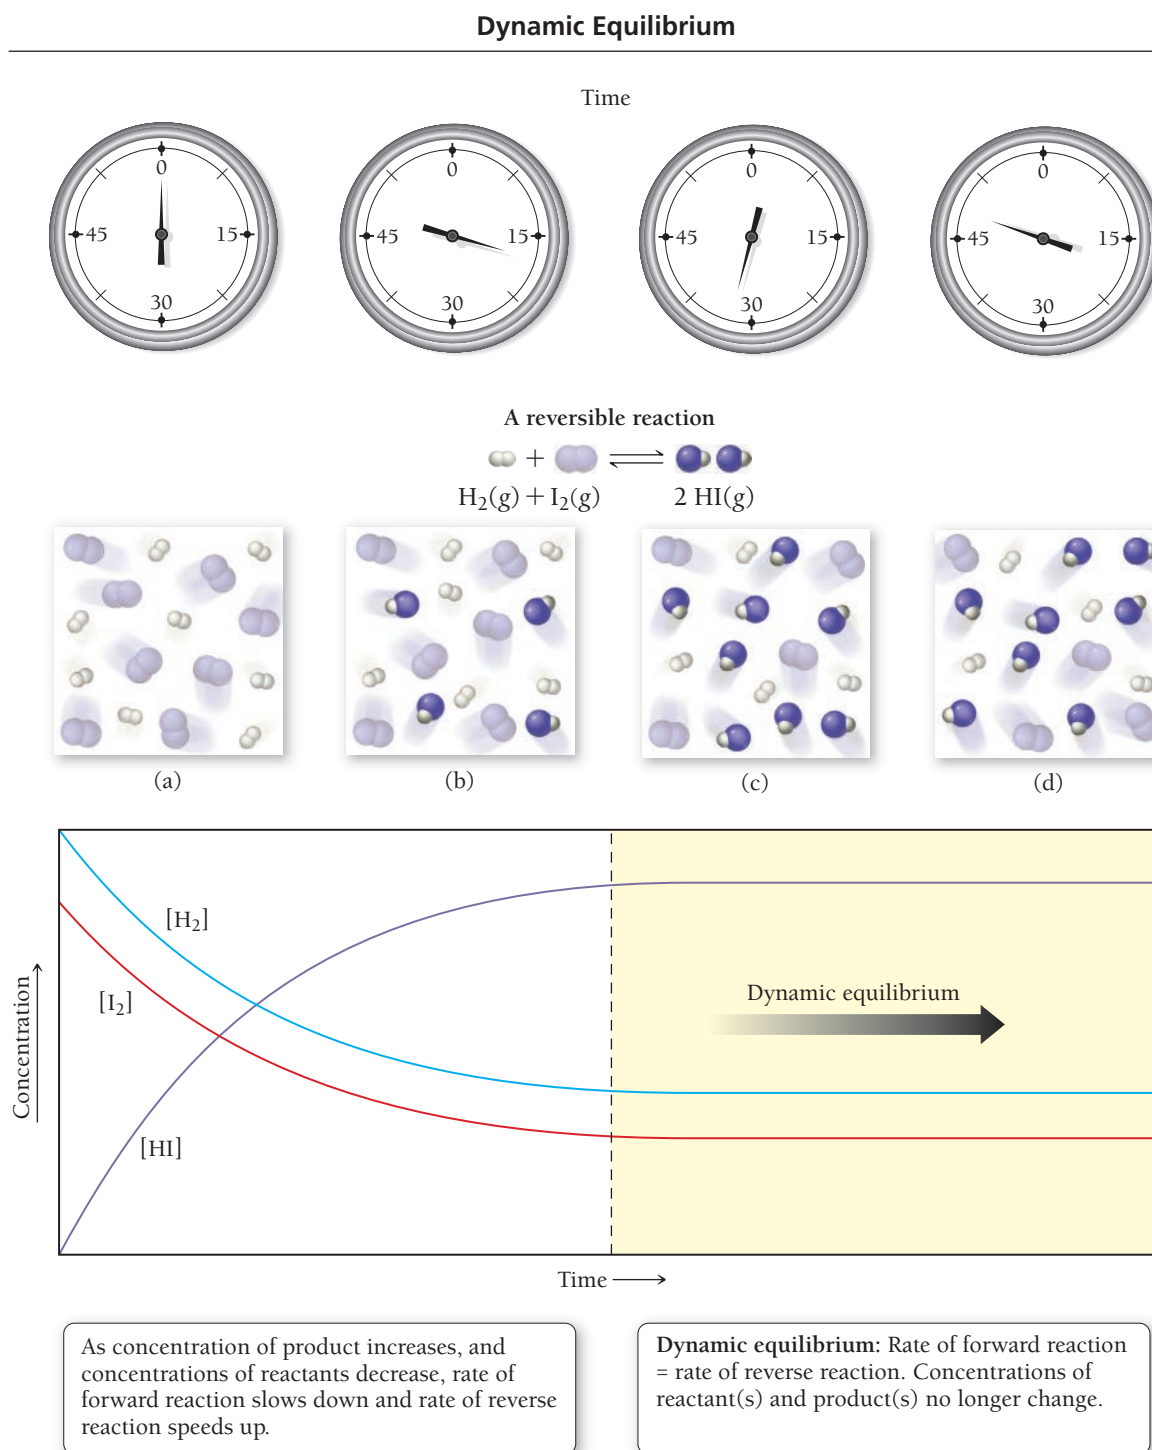 Dynamic Equilibrium
Time
0 15 30 45
0 15 30 45
0 15 30 45
0 15 30 45
A reversible reaction
+ ⇌
H₂(g) + I₂(g) 2 HI(g)
(a) (b) (c) (d)
[H₂]
[I₂]
[HI]
Dynamic equilibrium
Concentration →
Time →
As concentration of product increases, and
concentrations of reactants decrease, rate of
forward reaction slows down and rate of reverse
reaction speeds up.
Dynamic equilibrium: Rate of forward reaction
= rate of reverse reaction. Concentrations of
reactant(s) and product(s) no longer change.